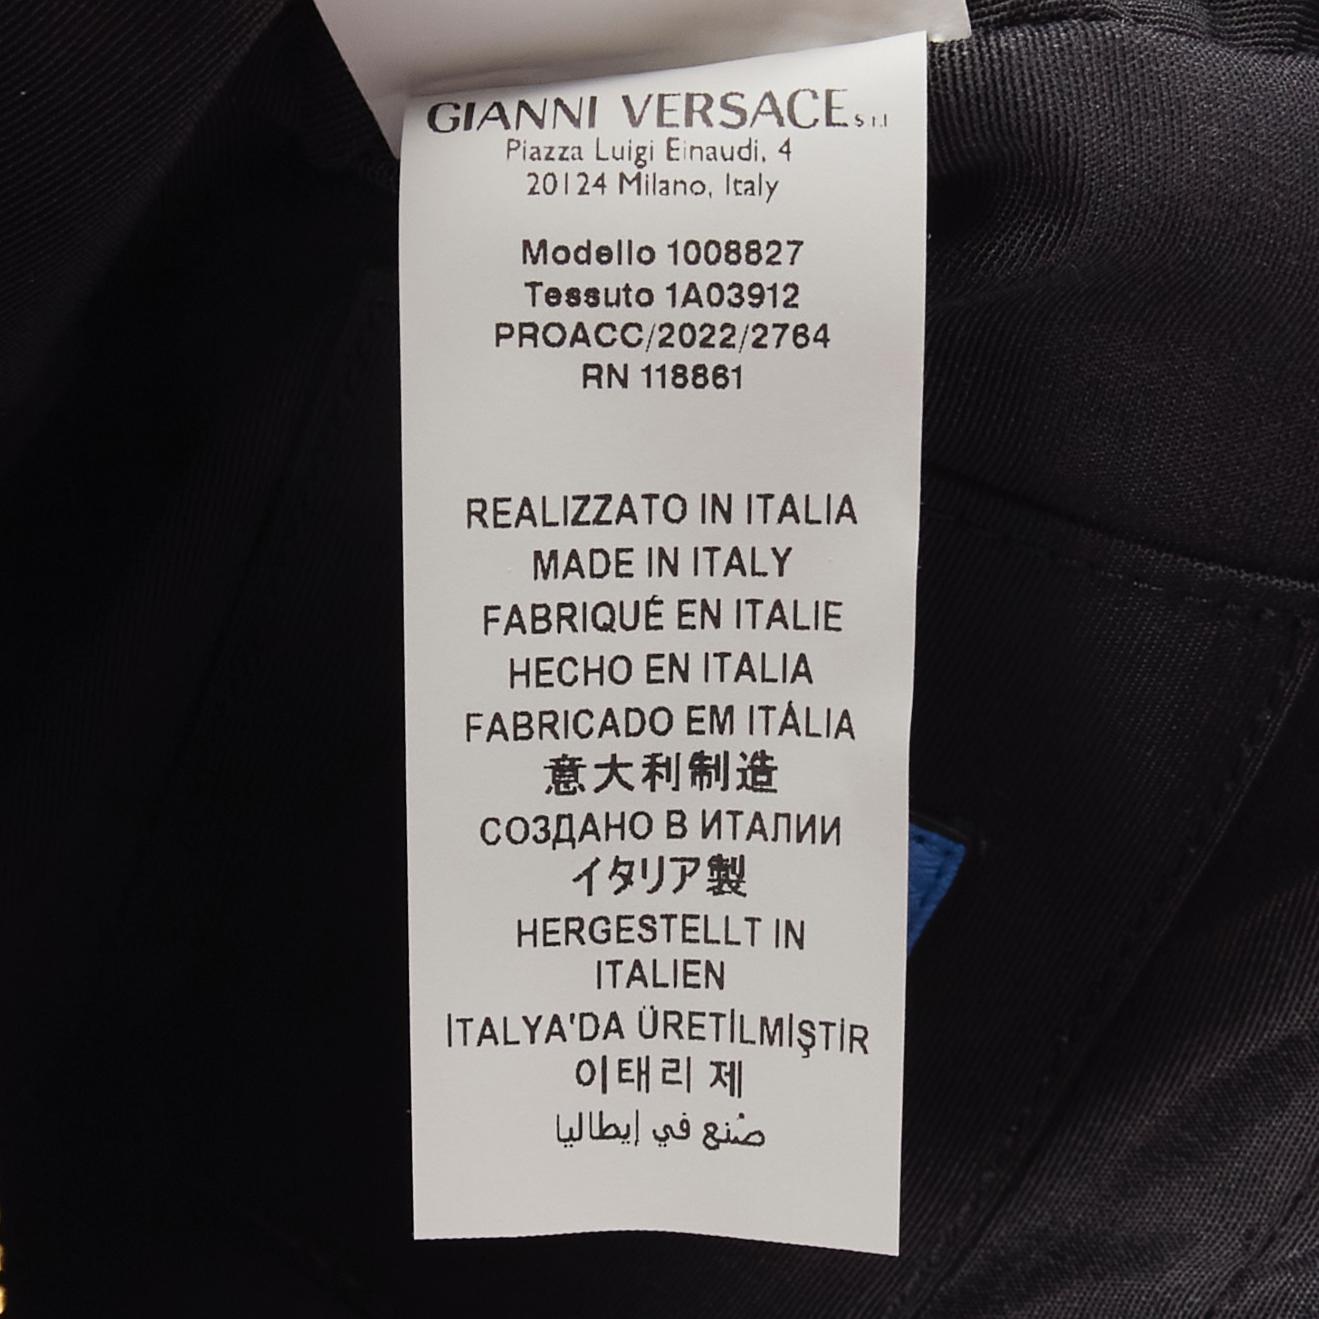 GIANNI VERSACE S.r.l
Piazza Luigi Einaudi, 4
20124 Milano, Italy
Modello 1008827
Tessuto 1A03912
PROACC/2022/2764
RN 118861
REALIZZATO IN ITALIA
MADE IN ITALY
FABRIQUÉ EN ITALIE
HECHO EN ITALIA
FABRICADO EM ITÁLIA
意大利制造
СОЗДАНО В ИТАЛИИ
イタリア製
HERGESTELLT IN
ITALIEN
İTALYA'DA ÜRETİLMİŞTİR
이태리 제
صُنع في إيطاليا